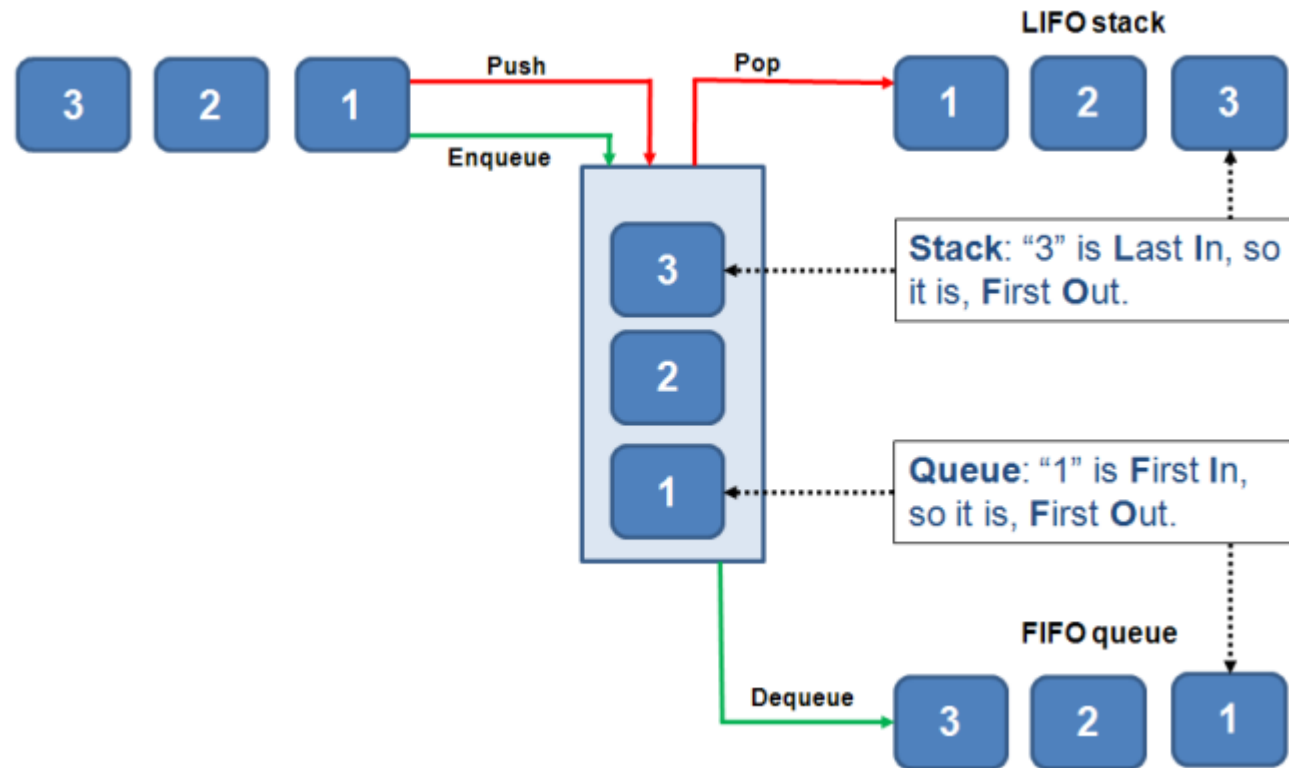 LIFO stack
3 2 1
Push
Pop
1 2 3
Enqueue
3
Stack: “3” is Last In, so
it is, First Out.
2
1
Queue: “1” is First In,
so it is, First Out.
FIFO queue
Dequeue
3 2 1